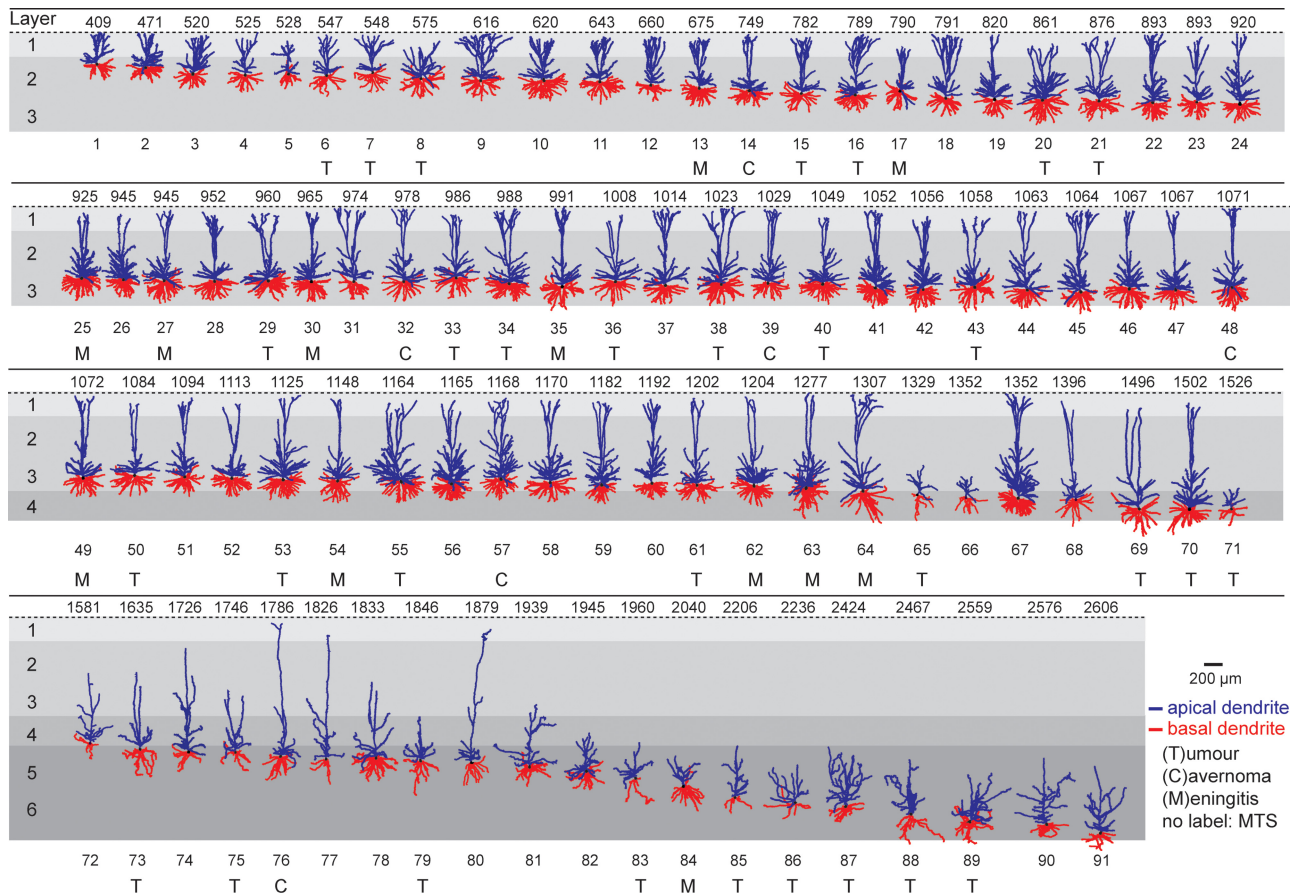 Layer 409 471 520 525 528 547 548 575 616 620 643 660 675 749 782 789 790 791 820 861 876 893 893 920
1
2
3
1 2 3 4 5 6 7 8 9 10 11 12 13 14 15 16 17 18 19 20 21 22 23 24
T T T M C T T M T T
925 945 945 952 960 965 974 978 986 988 991 1008 1014 1023 1029 1049 1052 1056 1058 1063 1064 1067 1067 1071
1
2
3
25 26 27 28 29 30 31 32 33 34 35 36 37 38 39 40 41 42 43 44 45 46 47 48
M M T M C T T M T T C T T C
1072 1084 1094 1113 1125 1148 1164 1165 1168 1170 1182 1192 1202 1204 1277 1307 1329 1352 1352 1396 1496 1502 1526
1
2
3
4
49 50 51 52 53 54 55 56 57 58 59 60 61 62 63 64 65 66 67 68 69 70 71
M T T M T C T M M M T T T T
1581 1635 1726 1746 1786 1826 1833 1846 1879 1939 1945 1960 2040 2206 2236 2424 2467 2559 2576 2606
1
2
3
4
5
6
200 µm
apical dendrite
basal dendrite
(T)umour
(C)avernoma
(M)eningitis
no label: MTS
72 73 74 75 76 77 78 79 80 81 82 83 84 85 86 87 88 89 90 91
T T C T T M T T T T T